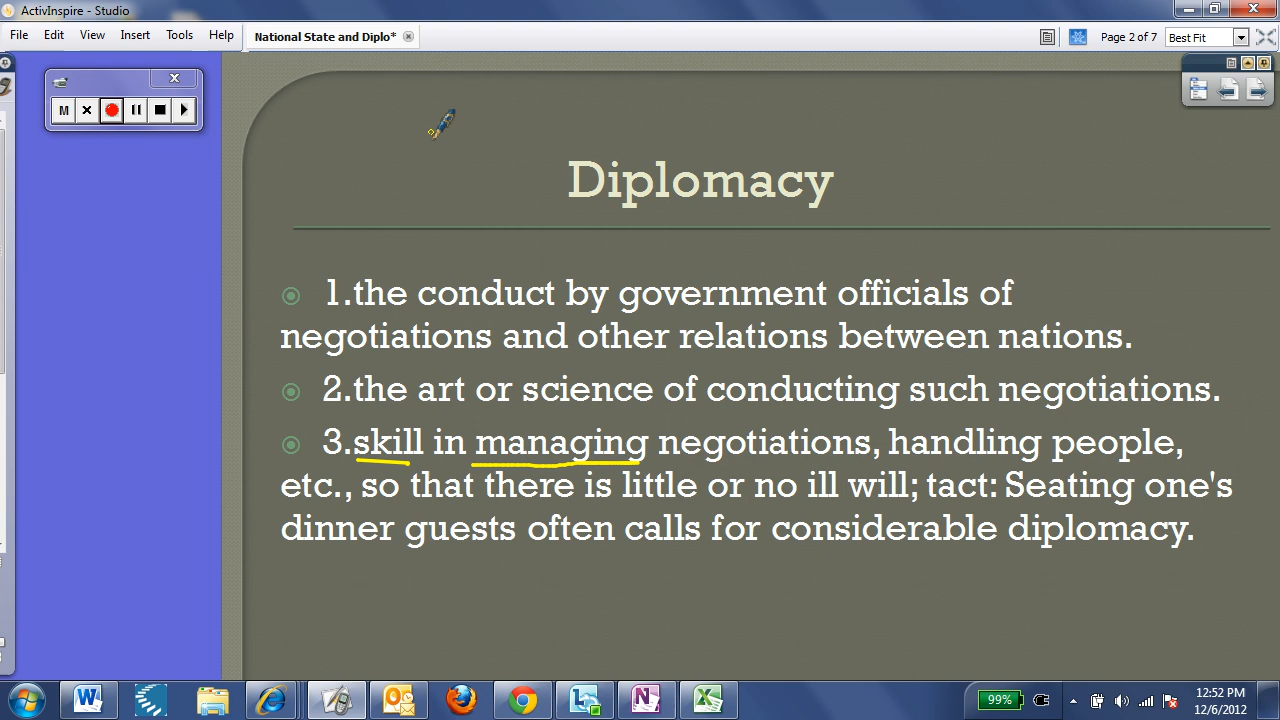 ActivInspire - Studio
File Edit View Insert Tools Help
National State and Diplo*
Page 2 of 7
Best Fit
M
Diplomacy
1.the conduct by government officials of
negotiations and other relations between nations.
2.the art or science of conducting such negotiations.
3.skill in managing negotiations, handling people,
etc., so that there is little or no ill will; tact: Seating one's
dinner guests often calls for considerable diplomacy.
99%
12:52 PM
12/6/2012